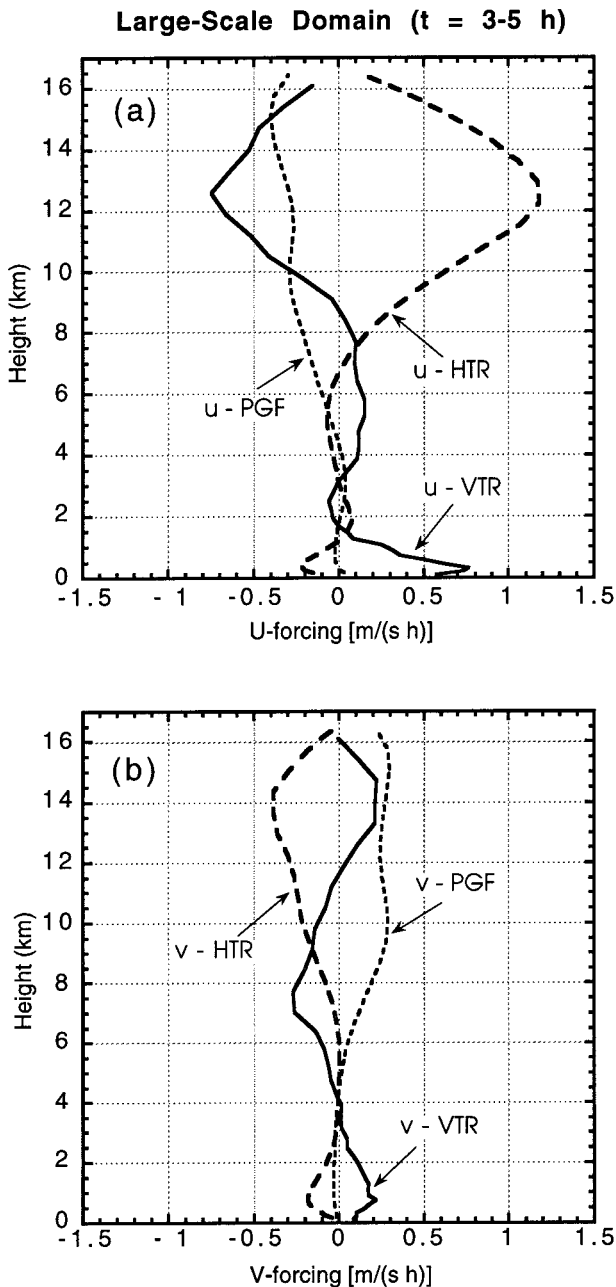 Large-Scale Domain (t = 3-5 h)
(a)
16
14
12
10
8
6
4
2
0
Height (km)
u - PGF
u - HTR
u - VTR
-1.5
-1
-0.5
0
0.5
1
1.5
U-forcing [m/(s h)]
(b)
16
14
12
10
8
6
4
2
0
Height (km)
v - HTR
v - PGF
v - VTR
-1.5
-1
-0.5
0
0.5
1
1.5
V-forcing [m/(s h)]